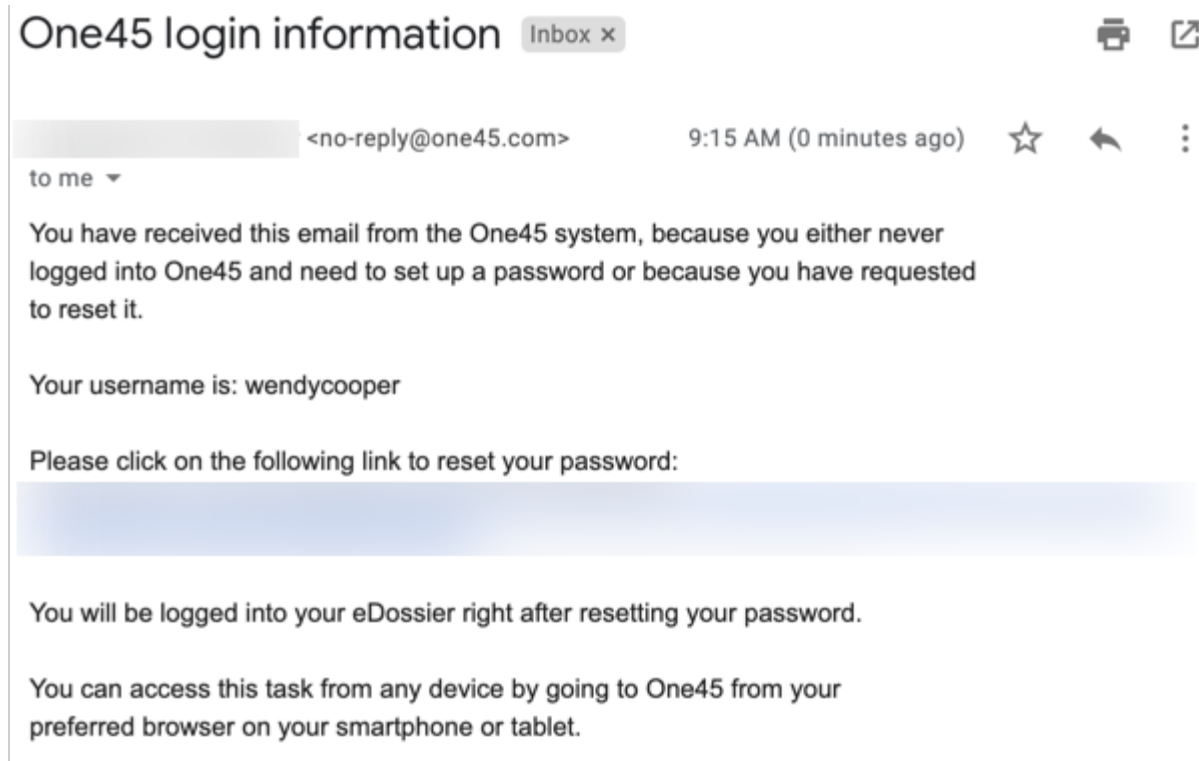 One45 login information Inbox ×
<no-reply@one45.com> 9:15 AM (0 minutes ago)
to me
You have received this email from the One45 system, because you either never
logged into One45 and need to set up a password or because you have requested
to reset it.
Your username is: wendycooper
Please click on the following link to reset your password:
You will be logged into your eDossier right after resetting your password.
You can access this task from any device by going to One45 from your
preferred browser on your smartphone or tablet.